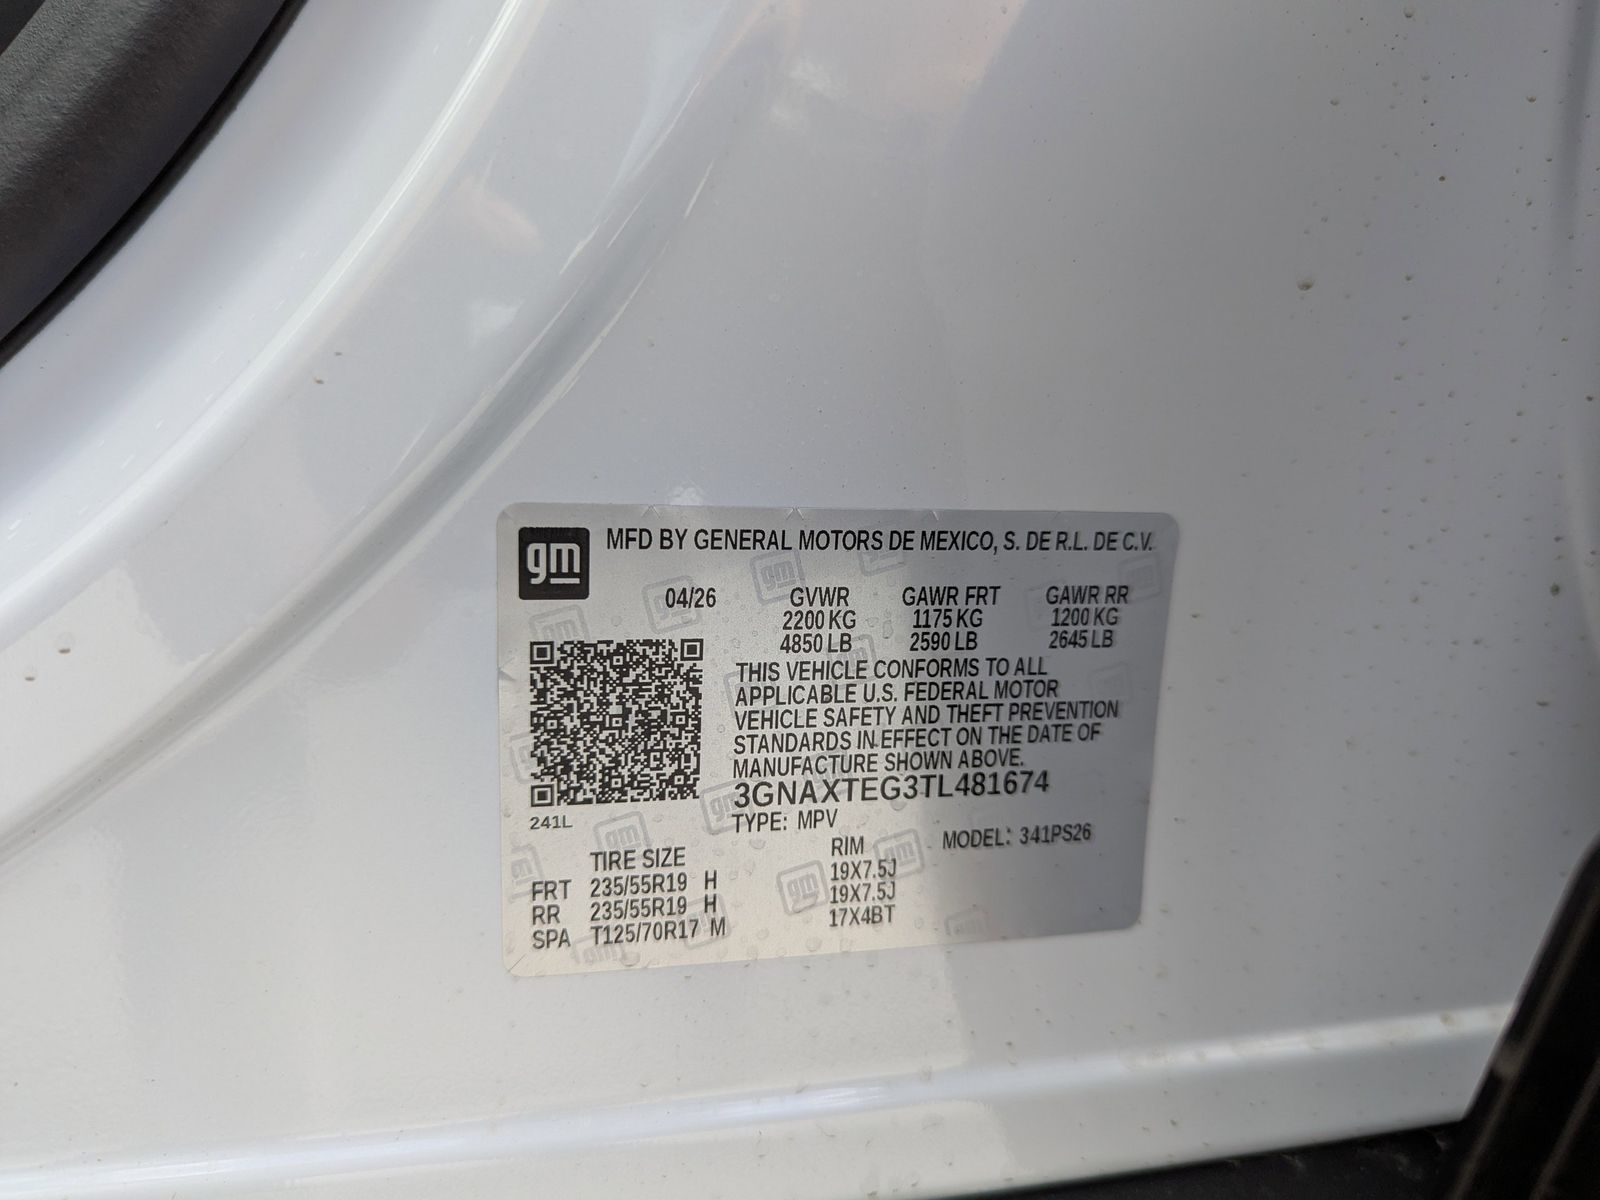 gm
MFD BY GENERAL MOTORS DE MEXICO, S. DE R.L. DE C.V.
04/26 GVWR GAWR FRT GAWR RR
2200 KG 1175 KG 1200 KG
4850 LB 2590 LB 2645 LB
THIS VEHICLE CONFORMS TO ALL
APPLICABLE U.S. FEDERAL MOTOR
VEHICLE SAFETY AND THEFT PREVENTION
STANDARDS IN EFFECT ON THE DATE OF
MANUFACTURE SHOWN ABOVE.
3GNAXTEG3TL481674
241L
TYPE: MPV
MODEL: 341PS26
TIRE SIZE RIM
FRT 235/55R19 H 19X7.5J
RR 235/55R19 H 19X7.5J
SPA T125/70R17 M 17X4BT